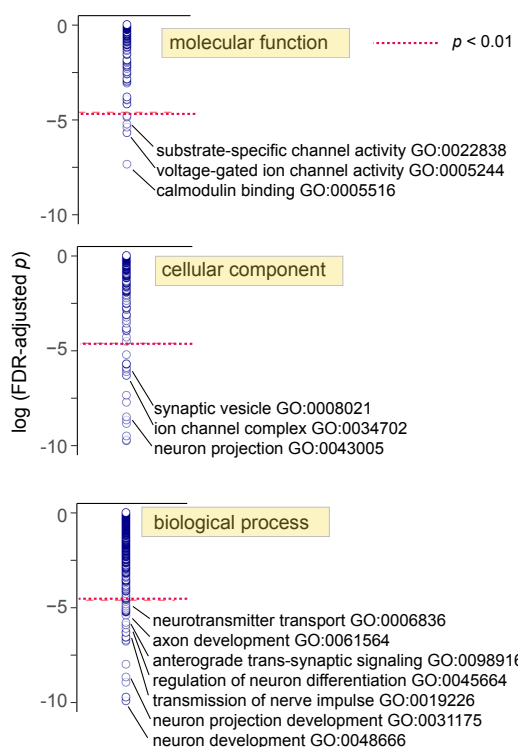 0
molecular function
p < 0.01
−5
substrate-specific channel activity GO:0022838
voltage-gated ion channel activity GO:0005244
calmodulin binding GO:0005516
-10
log (FDR-adjusted p)
0
cellular component
−5
synaptic vesicle GO:0008021
ion channel complex GO:0034702
neuron projection GO:0043005
-10
0
biological process
−5
neurotransmitter transport GO:0006836
axon development GO:0061564
anterograde trans-synaptic signaling GO:0098916
regulation of neuron differentiation GO:0045664
transmission of nerve impulse GO:0019226
neuron projection development GO:0031175
-10
neuron development GO:0048666